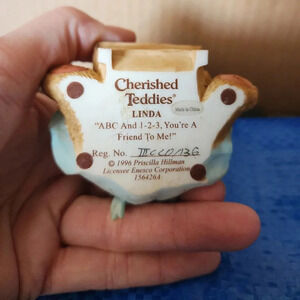 Cherished
Teddies®
Made in China
LINDA
"ABC And 1-2-3, You're A
Friend To Me!"
Reg. No.
© 1996 Priscilla Hillman
Licensee Enesco Corporation
156426A